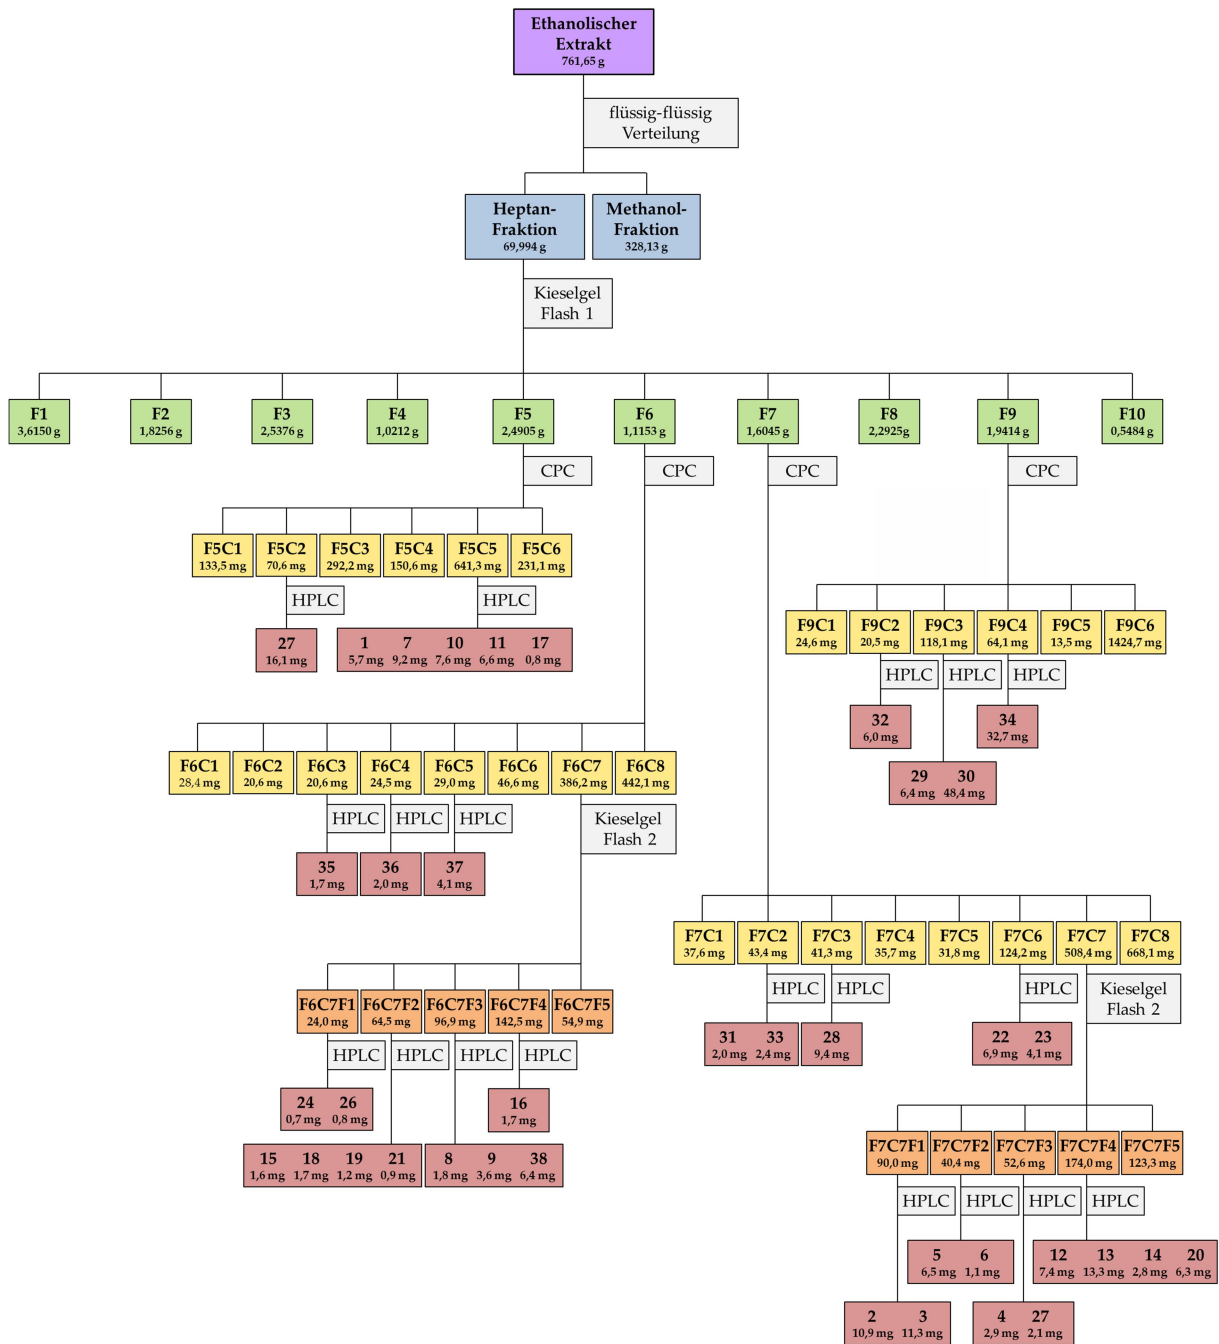 Ethanolischer
Extrakt
761,65 g
flüssig-flüssig
Verteilung
Heptan-
Fraktion
69,994 g
Methanol-
Fraktion
328,13 g
Kieselgel
Flash 1
F1 F2 F3 F4 F5 F6 F7 F8 F9 F10
3,6150 g 1,8256 g 2,5376 g 1,0212 g 2,4905 g 1,1153 g 1,6045 g 2,2925g 1,9414 g 0,5484 g
CPC CPC CPC CPC
F5C1 F5C2 F5C3 F5C4 F5C5 F5C6
133,5 mg 70,6 mg 292,2 mg 150,6 mg 641,3 mg 231,1 mg
HPLC HPLC
27
16,1 mg
1 7 10 11 17
5,7 mg 9,2 mg 7,6 mg 6,6 mg 0,8 mg
F9C1 F9C2 F9C3 F9C4 F9C5 F9C6
24,6 mg 20,5 mg 118,1 mg 64,1 mg 13,5 mg 1424,7 mg
HPLC HPLC HPLC
32
6,0 mg
34
32,7 mg
29 30
6,4 mg 48,4 mg
F6C1 F6C2 F6C3 F6C4 F6C5 F6C6 F6C7 F6C8
28,4 mg 20,6 mg 20,6 mg 24,5 mg 29,0 mg 46,6 mg 386,2 mg 442,1 mg
HPLC HPLC HPLC
Kieselgel
Flash 2
35 36 37
1,7 mg 2,0 mg 4,1 mg
F7C1 F7C2 F7C3 F7C4 F7C5 F7C6 F7C7 F7C8
37,6 mg 43,4 mg 41,3 mg 35,7 mg 31,8 mg 124,2 mg 508,4 mg 668,1 mg
HPLC HPLC HPLC
Kieselgel
Flash 2
31 33
2,0 mg 2,4 mg
28
9,4 mg
22 23
6,9 mg 4,1 mg
F6C7F1 F6C7F2 F6C7F3 F6C7F4 F6C7F5
24,0 mg 64,5 mg 96,9 mg 142,5 mg 54,9 mg
HPLC HPLC HPLC HPLC
24 26
0,7 mg 0,8 mg
16
1,7 mg
15 18 19 21
1,6 mg 1,7 mg 1,2 mg 0,9 mg
8 9 38
1,8 mg 3,6 mg 6,4 mg
F7C7F1 F7C7F2 F7C7F3 F7C7F4 F7C7F5
90,0 mg 40,4 mg 52,6 mg 174,0 mg 123,3 mg
HPLC HPLC HPLC HPLC
5 6
6,5 mg 1,1 mg
12 13 14 20
7,4 mg 13,3 mg 2,8 mg 6,3 mg
2 3
10,9 mg 11,3 mg
4 27
2,9 mg 2,1 mg